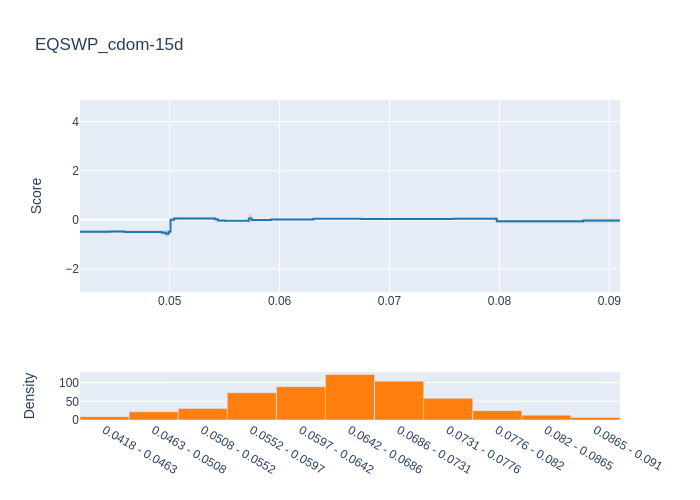 EQSWP_cdom-15d
Score
4
2
0
−2
0.05
0.06
0.07
0.08
0.09
Density
100
50
0
0.0418 - 0.0463
0.0463 - 0.0508
0.0508 - 0.0552
0.0552 - 0.0597
0.0597 - 0.0642
0.0642 - 0.0686
0.0686 - 0.0731
0.0731 - 0.0776
0.0776 - 0.082
0.082 - 0.0865
0.0865 - 0.091